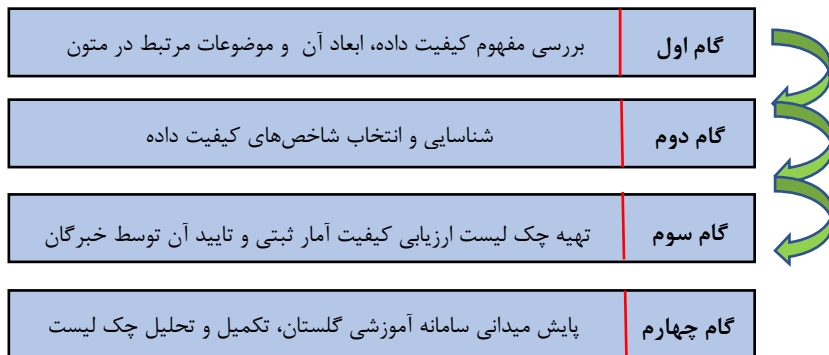 گام اول بررسی مفهوم کیفیت داده، ابعاد آن و موضوعات مرتبط در متون
گام دوم شناسایی و انتخاب شاخص‌های کیفیت داده
گام سوم تهیه چک لیست ارزیابی کیفیت آمار ثبتی و تایید آن توسط خبرگان
گام چهارم پایش میدانی سامانه آموزشی گلستان، تکمیل و تحلیل چک لیست